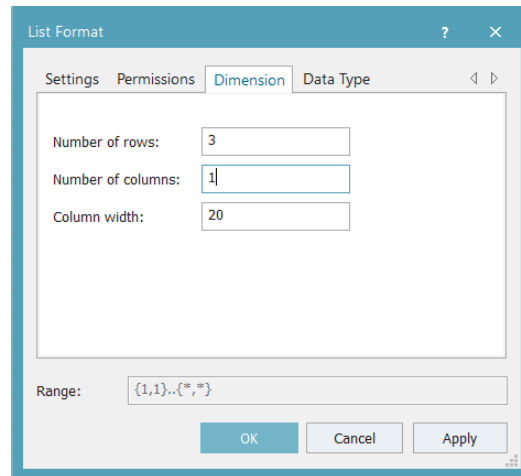 List Format ? ×
Settings Permissions Dimension Data Type
Number of rows: 3
Number of columns: 1
Column width: 20
Range: {1,1}..{*,*}
OK Cancel Apply